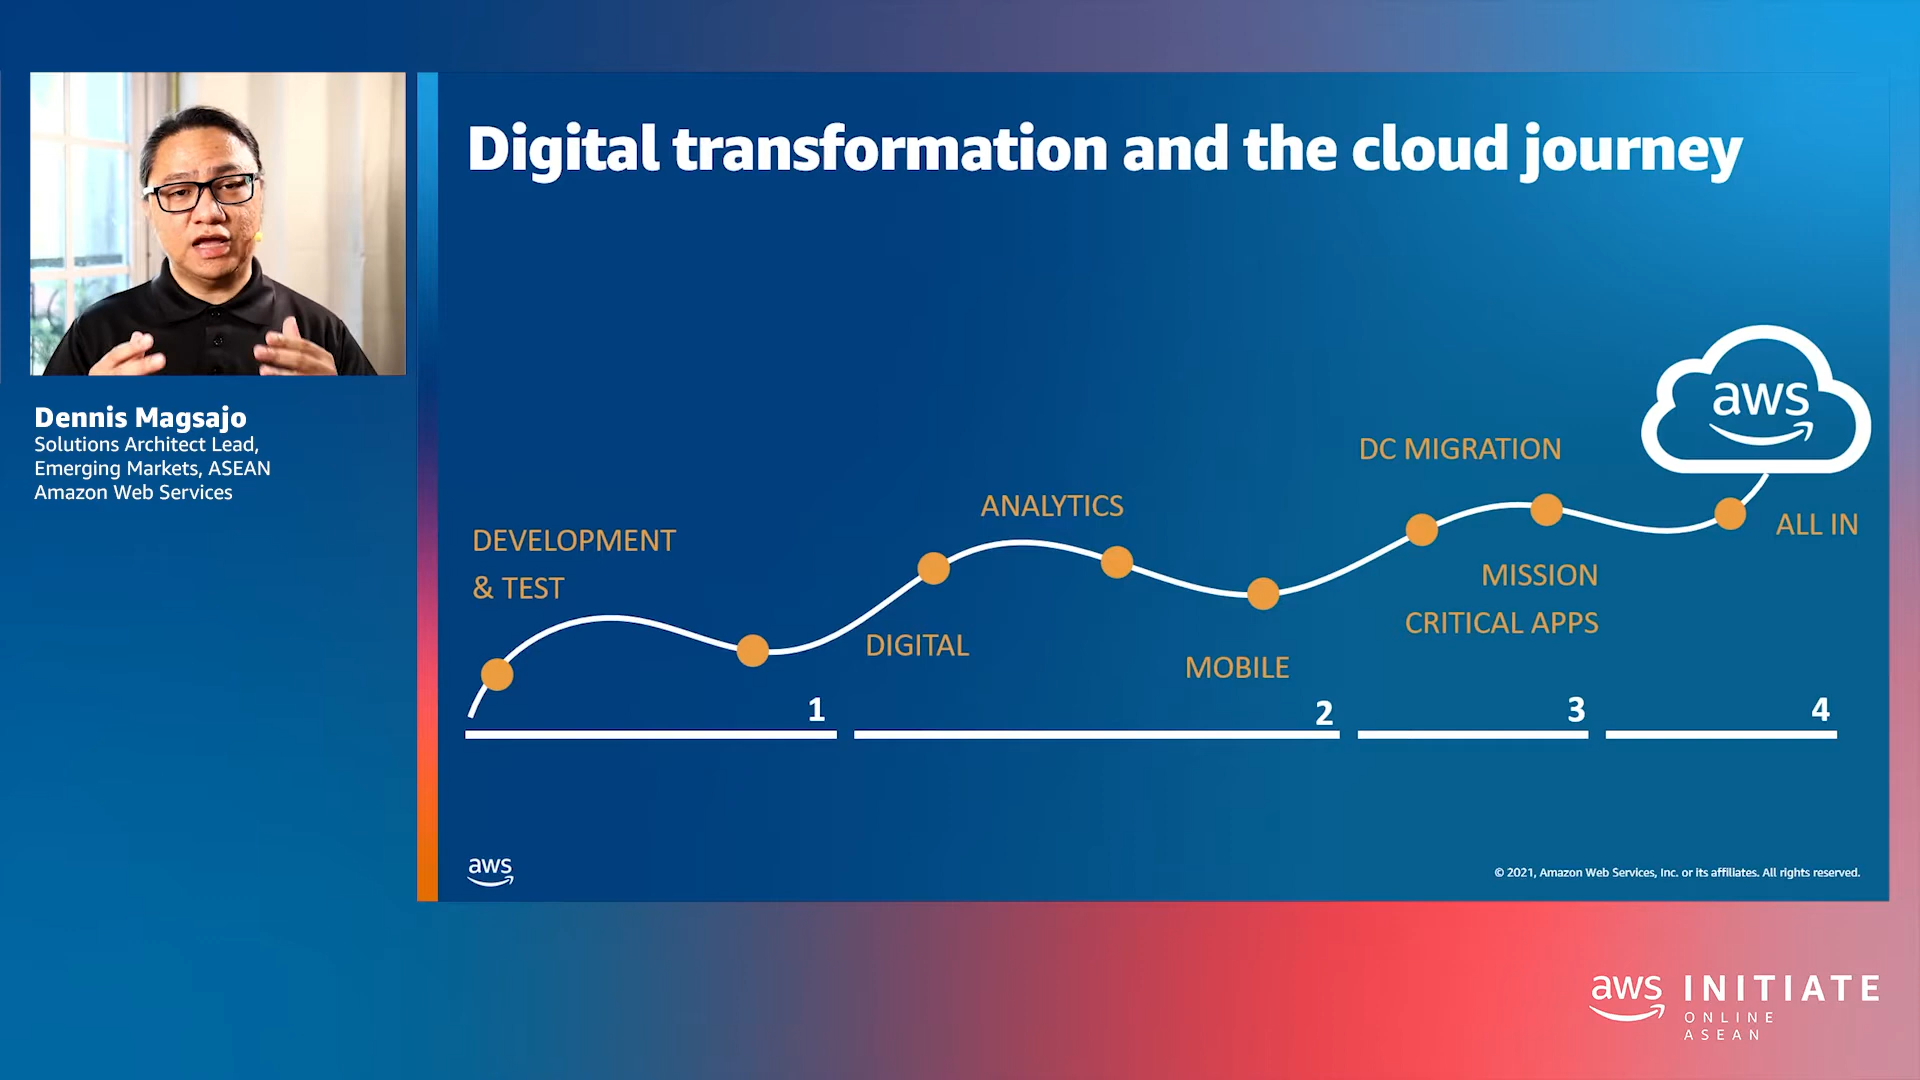 Digital transformation and the cloud journey
Dennis Magsajo
Solutions Architect Lead,
Emerging Markets, ASEAN
Amazon Web Services
DEVELOPMENT
& TEST
DIGITAL
ANALYTICS
MOBILE
DC MIGRATION
MISSION
CRITICAL APPS
aws
ALL IN
1
2
3
4
aws
© 2021, Amazon Web Services, Inc. or its affiliates. All rights reserved.
aws INITIATE
ONLINE
ASEAN